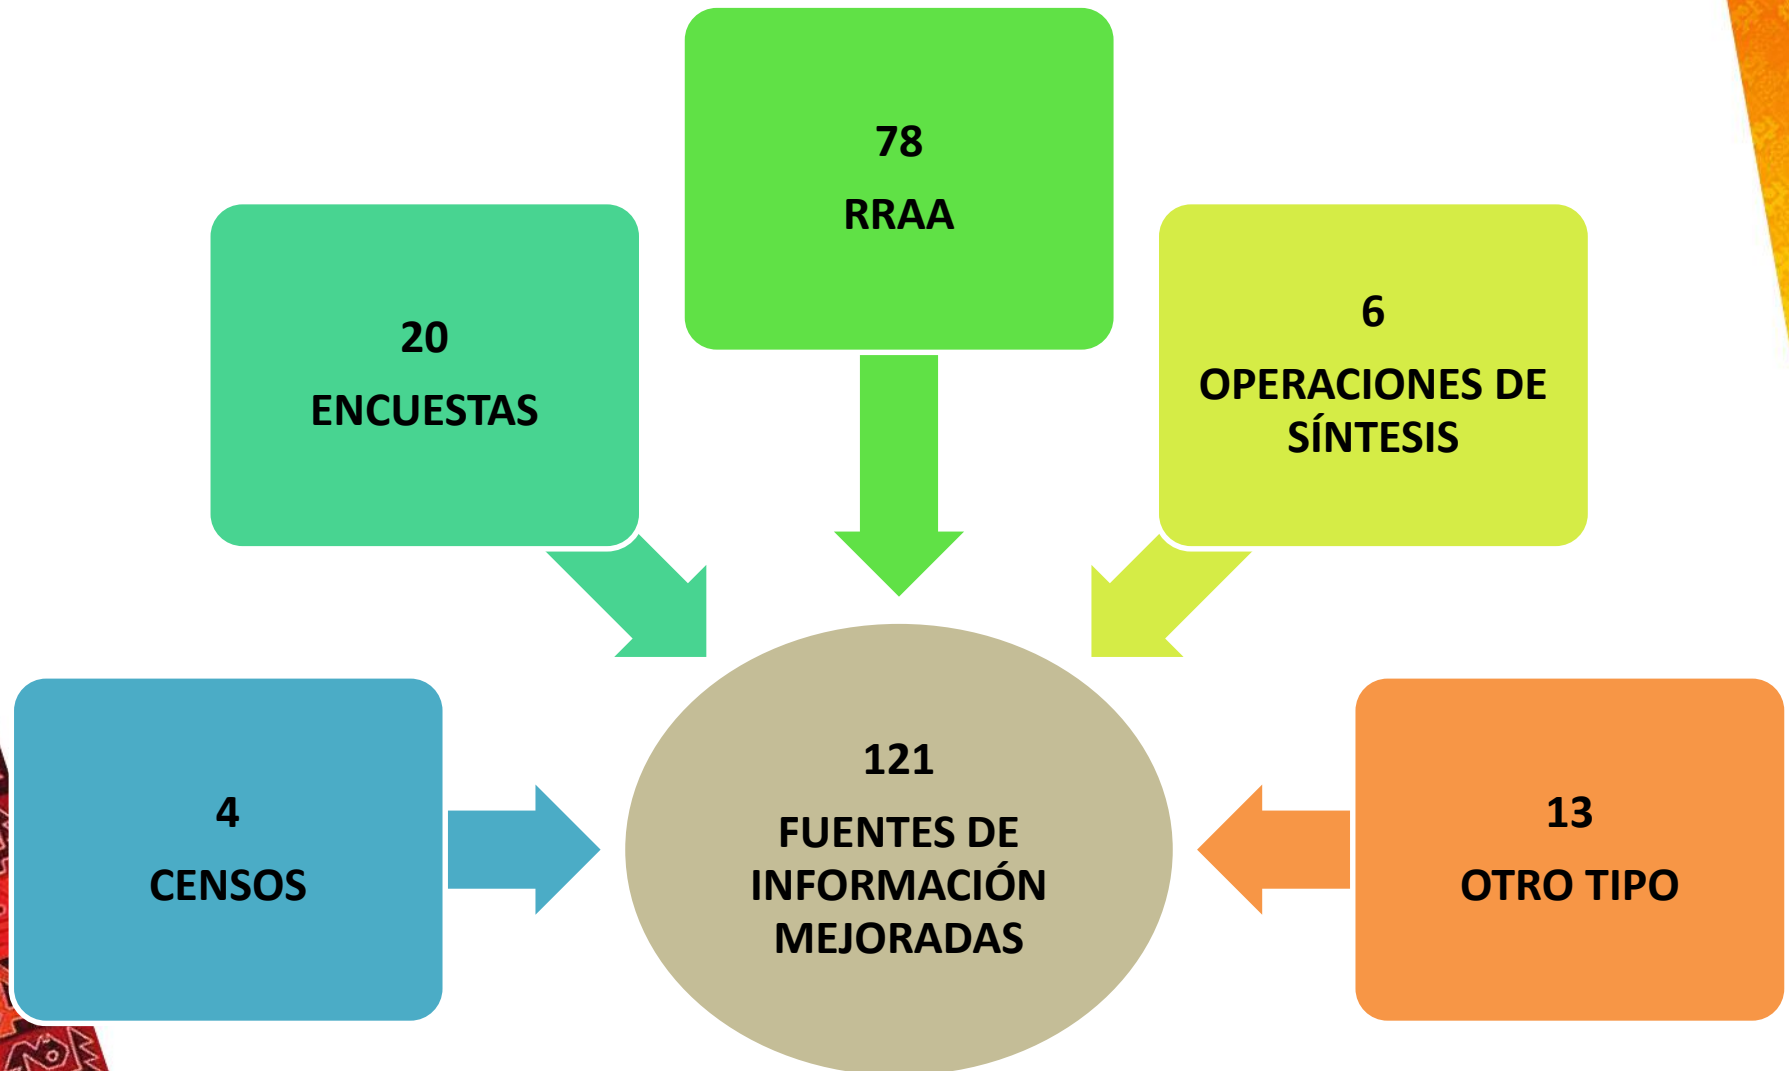 78
RRAA
20
ENCUESTAS
6
OPERACIONES DE
SÍNTESIS
4
CENSOS
121
FUENTES DE
INFORMACIÓN
MEJORADAS
13
OTRO TIPO